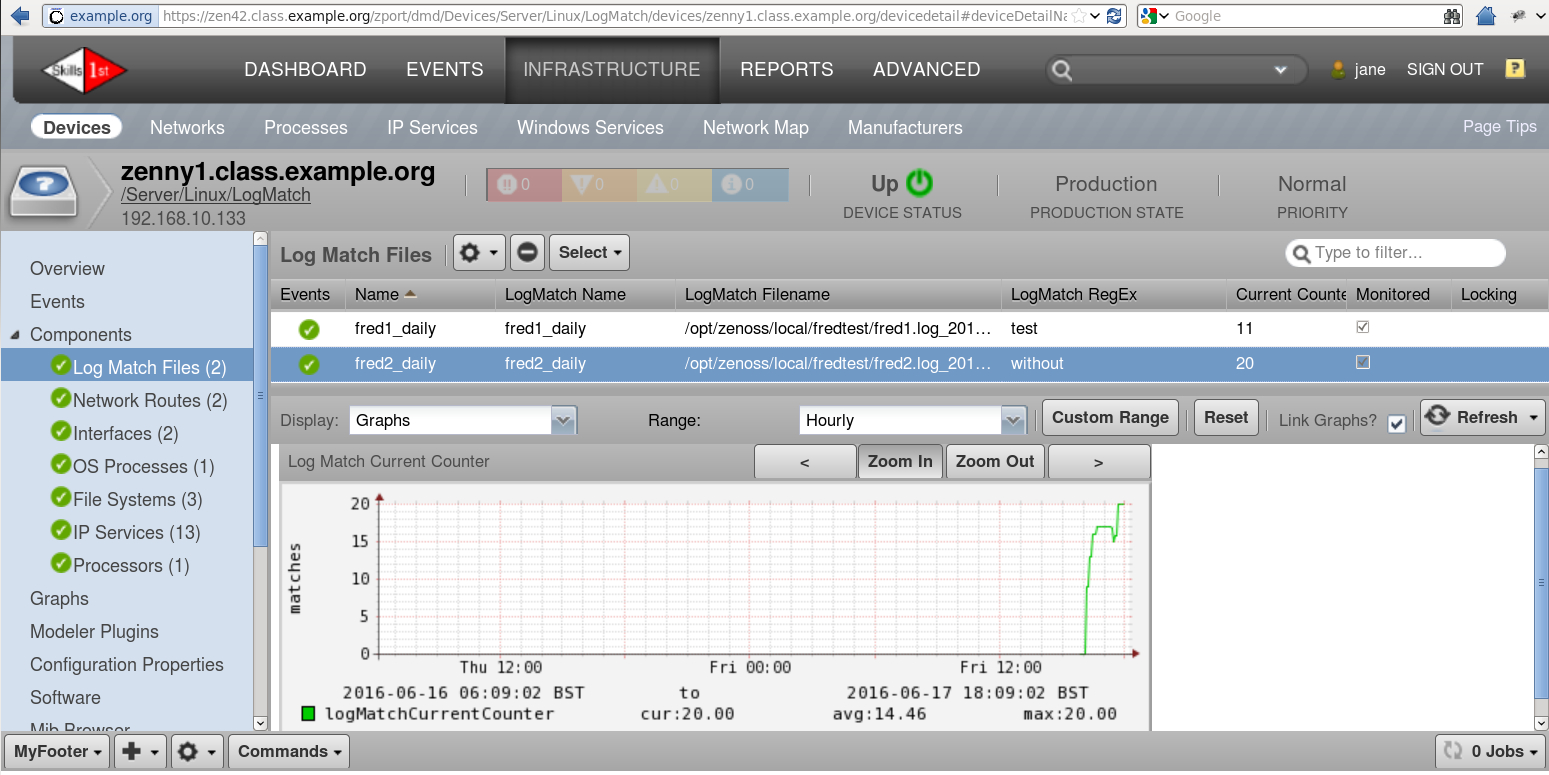 example.org https://zen42.class.example.org/zport/dmd/Devices/Server/Linux/LogMatch/devices/zenny1.class.example.org/devicedetail#deviceDetailNa Google
Skills 1st DASHBOARD EVENTS INFRASTRUCTURE REPORTS ADVANCED jane SIGN OUT ?
Devices Networks Processes IP Services Windows Services Network Map Manufacturers Page Tips
zenny1.class.example.org
/Server/Linux/LogMatch
192.168.10.133
0 0 0 0
Up
DEVICE STATUS
Production
PRODUCTION STATE
Normal
PRIORITY
Overview
Events
Components
Log Match Files (2)
Network Routes (2)
Interfaces (2)
OS Processes (1)
File Systems (3)
IP Services (13)
Processors (1)
Graphs
Modeler Plugins
Configuration Properties
Software
Mib Browser
Log Match Files Select Type to filter...
Events Name LogMatch Name LogMatch Filename LogMatch RegEx Current Counte Monitored Locking
fred1_daily fred1_daily /opt/zenoss/local/fredtest/fred1.log_201... test 11
fred2_daily fred2_daily /opt/zenoss/local/fredtest/fred2.log_201... without 20
Display: Graphs Range: Hourly Custom Range Reset Link Graphs? Refresh
Log Match Current Counter < Zoom In Zoom Out >
matches
20
15
10
5
0
Thu 12:00 Fri 00:00 Fri 12:00
2016-06-16 06:09:02 BST to 2016-06-17 18:09:02 BST
logMatchCurrentCounter cur:20.00 avg:14.46 max:20.00
MyFooter Commands 0 Jobs